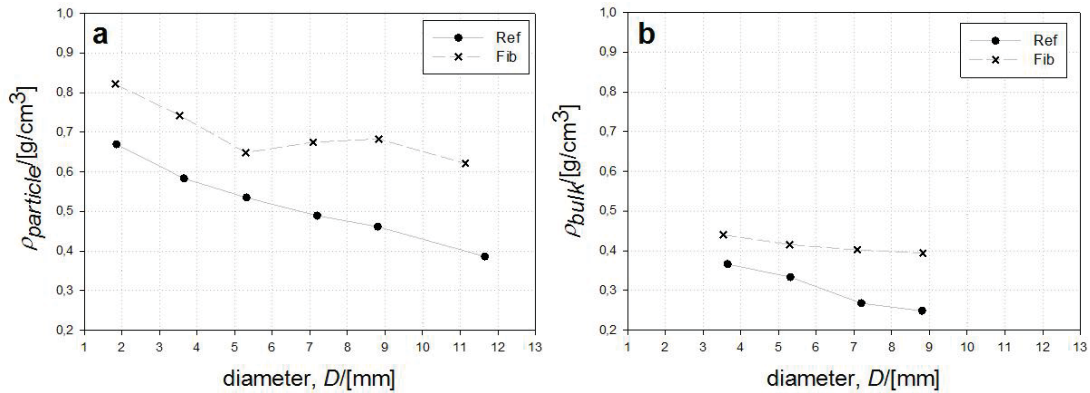 a
Ref
Fib
1,0
0,9
0,8
0,7
0,6
0,5
0,4
0,3
0,2
ρparticle/[g/cm³]
1 2 3 4 5 6 7 8 9 10 11 12 13
diameter, D/[mm]
b
Ref
Fib
1,0
0,9
0,8
0,7
0,6
0,5
0,4
0,3
0,2
ρbulk/[g/cm³]
1 2 3 4 5 6 7 8 9 10 11 12 13
diameter, D/[mm]